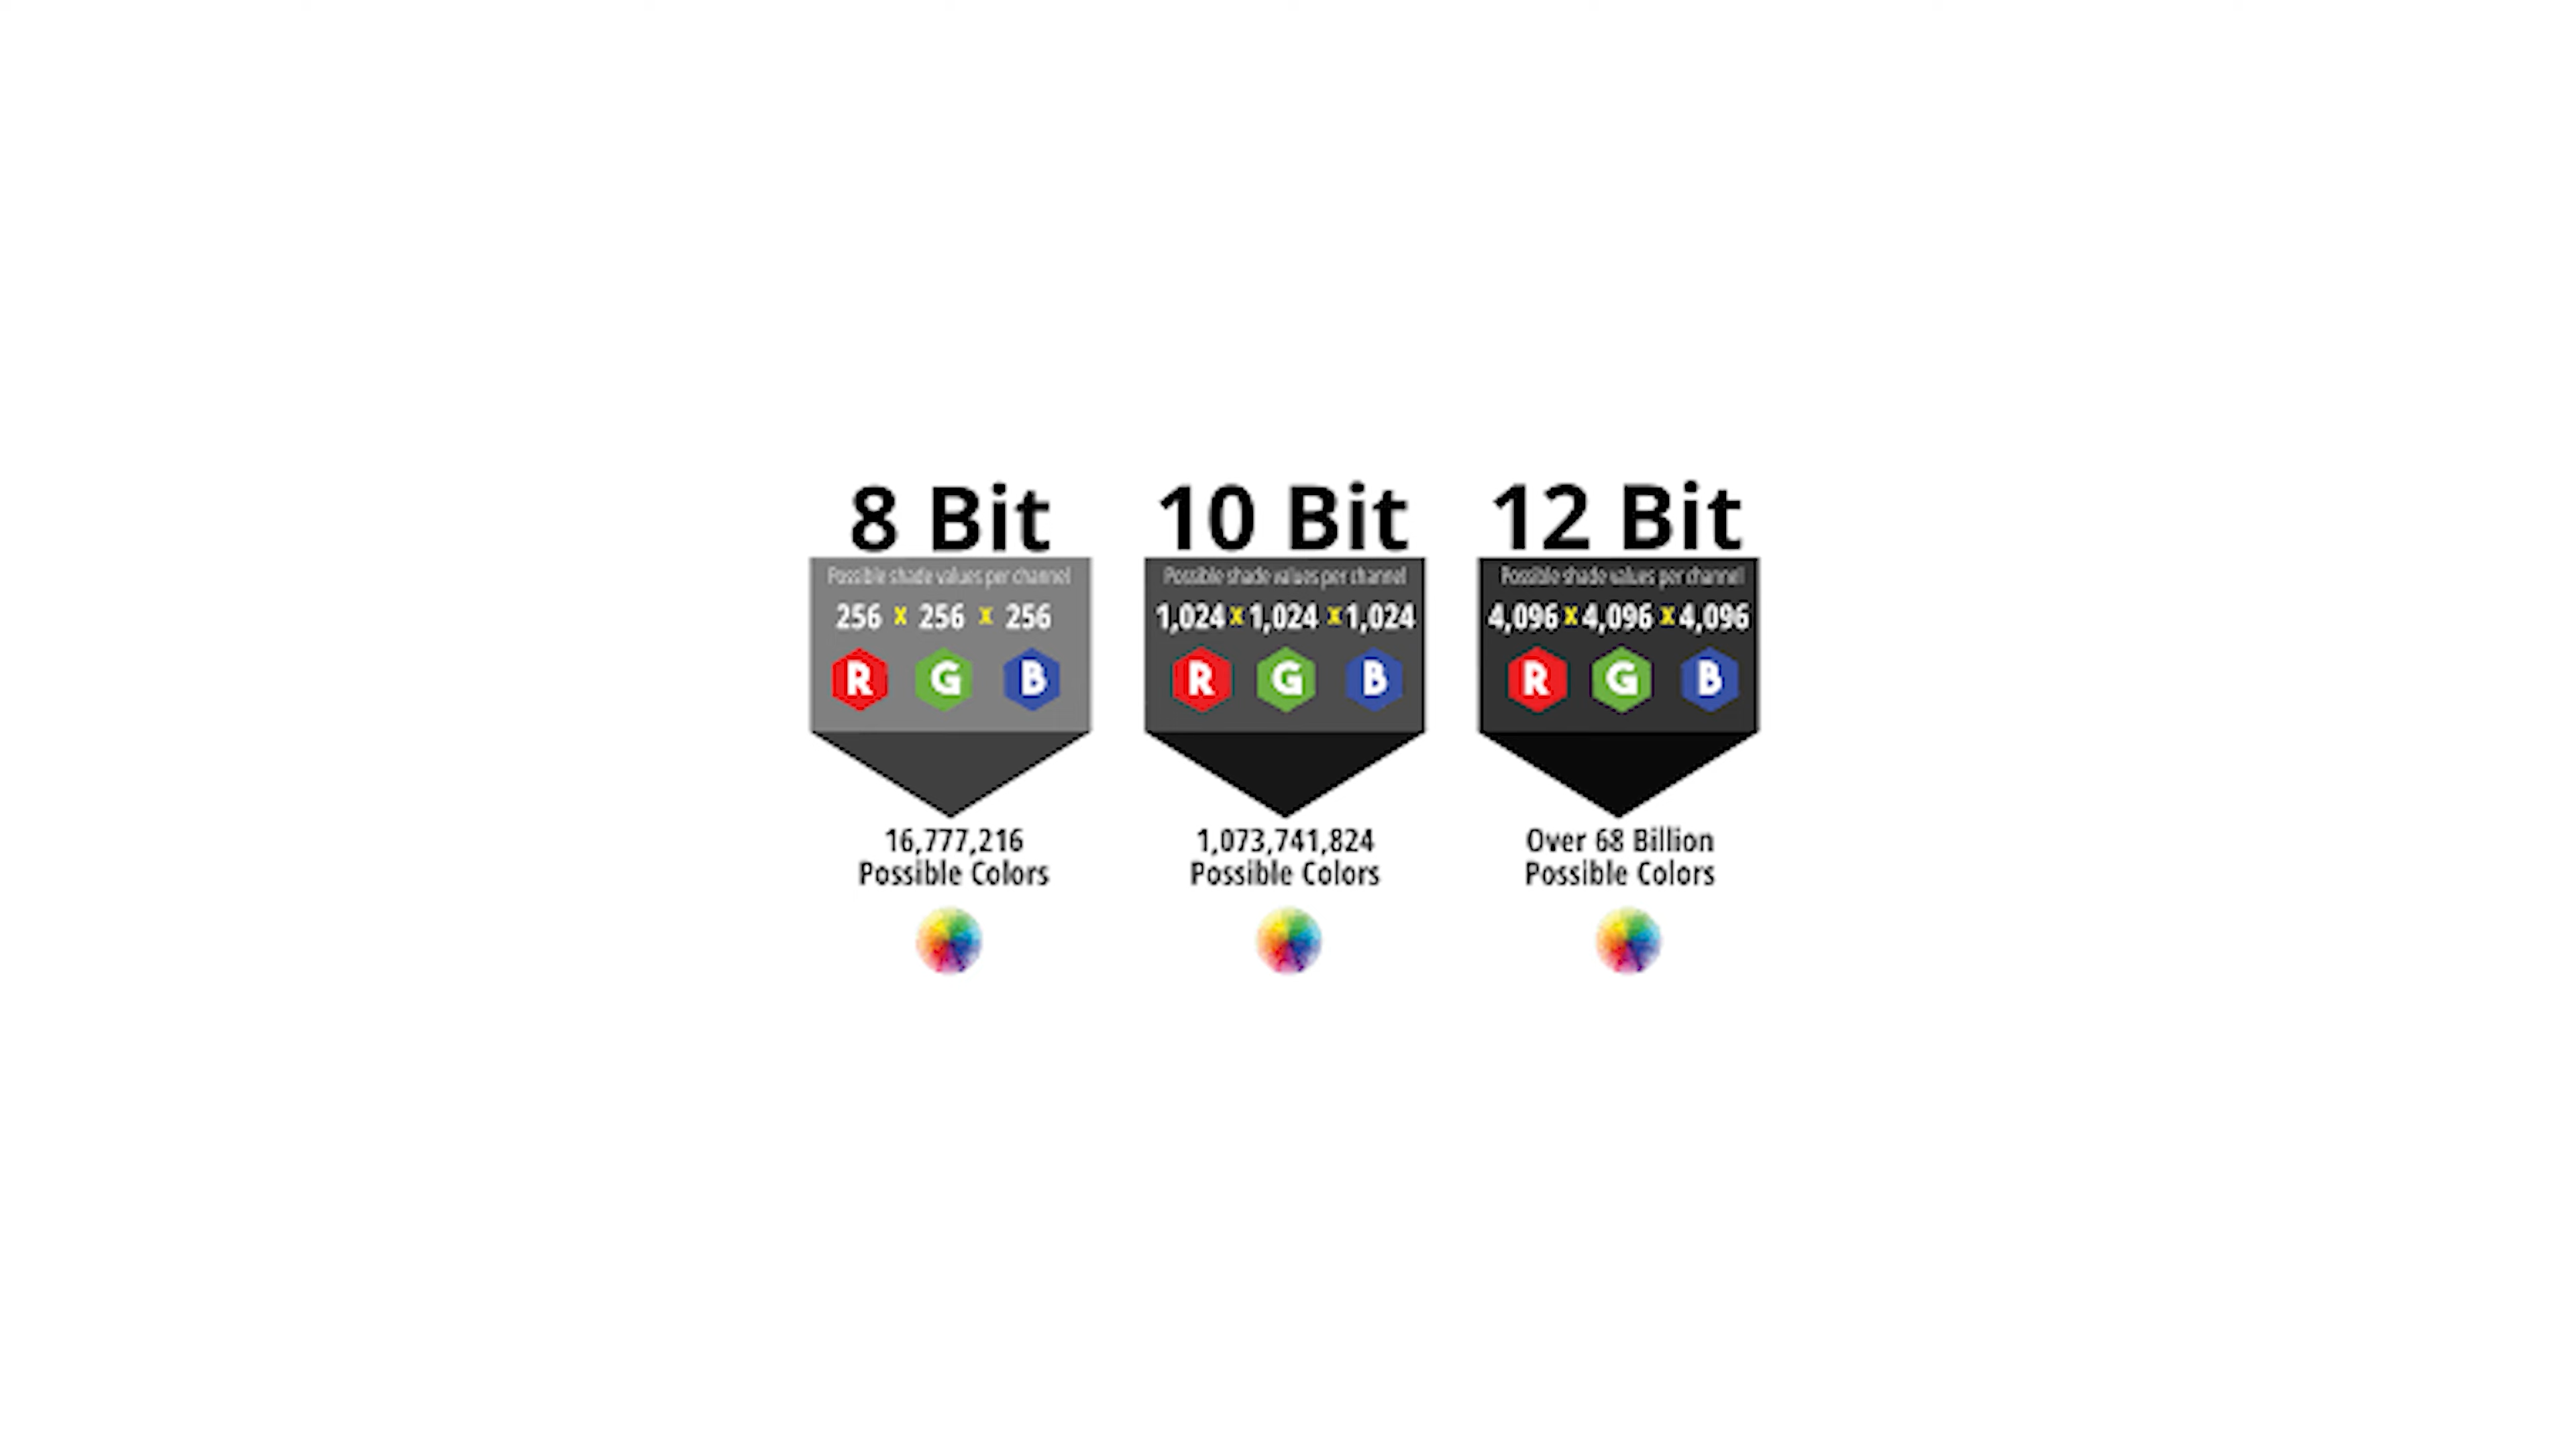 8 Bit
Possible shade values per channel
256 x 256 x 256
R G B
16,777,216
Possible Colors
10 Bit
Possible shade values per channel
1,024 x 1,024 x 1,024
R G B
1,073,741,824
Possible Colors
12 Bit
Possible shade values per channel
4,096 x 4,096 x 4,096
R G B
Over 68 Billion
Possible Colors